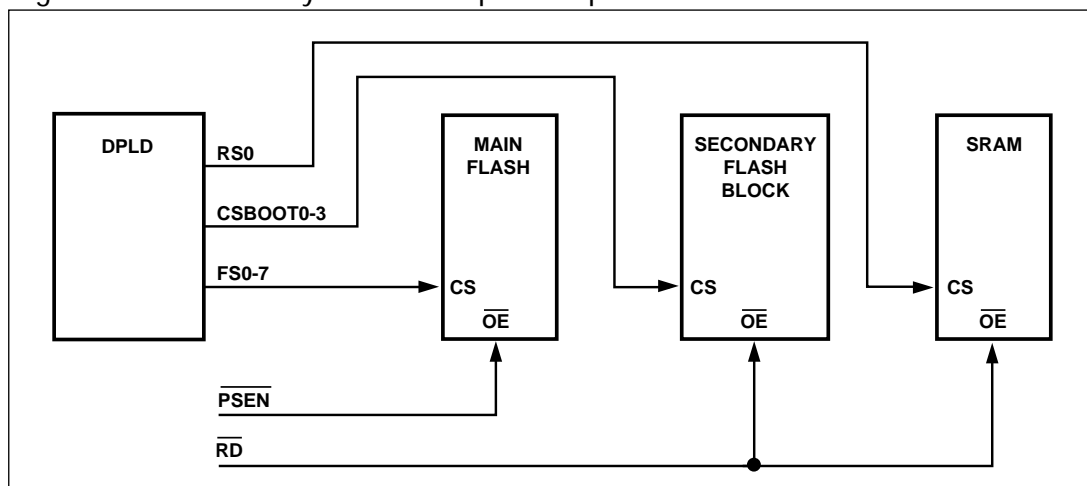 DPLD
RS0
CSBOOT0-3
FS0-7
MAIN
FLASH
CS
OE
SECONDARY
FLASH
BLOCK
CS
OE
SRAM
CS
OE
PSEN
RD